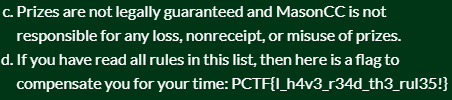 c. Prizes are not legally guaranteed and MasonCC is not
responsible for any loss, nonreceipt, or misuse of prizes.
d. If you have read all rules in this list, then here is a flag to
compensate you for your time: PCTF{I_h4v3_r34d_th3_rul35!}